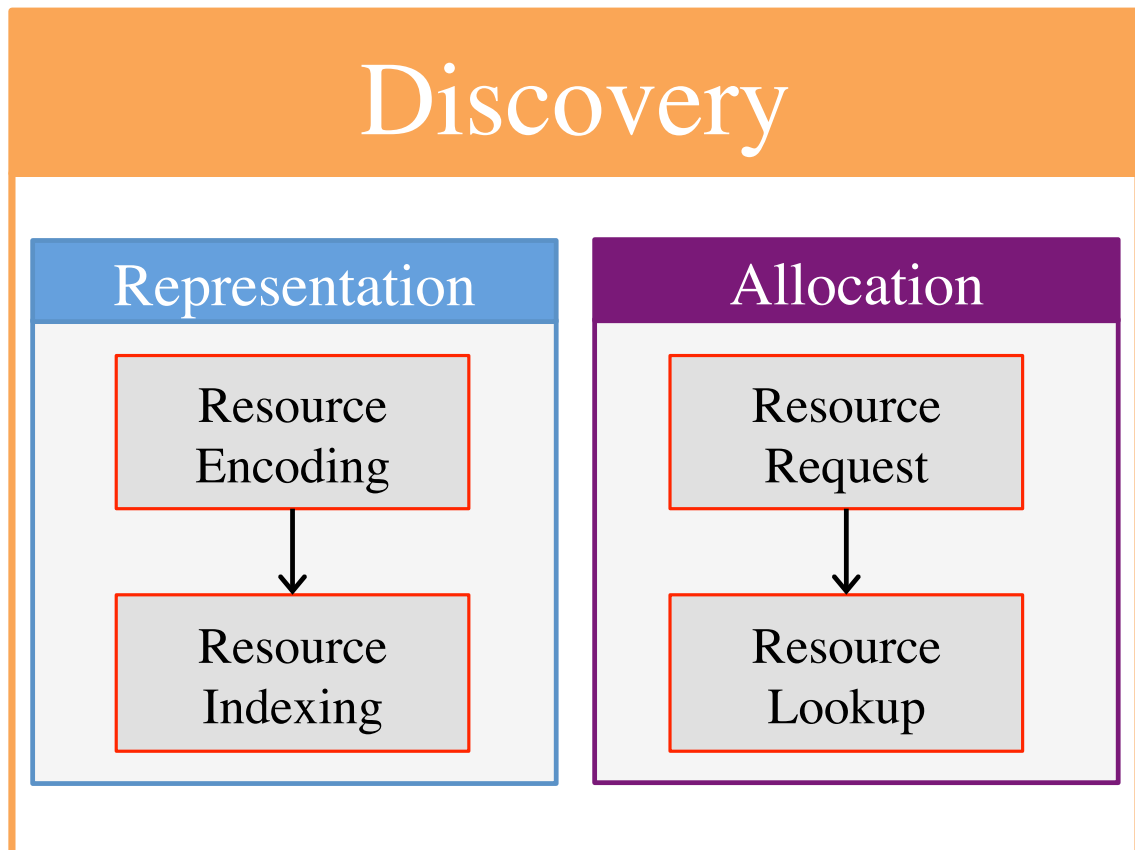 Discovery
Representation
Resource
Encoding
Resource
Indexing
Allocation
Resource
Request
Resource
Lookup